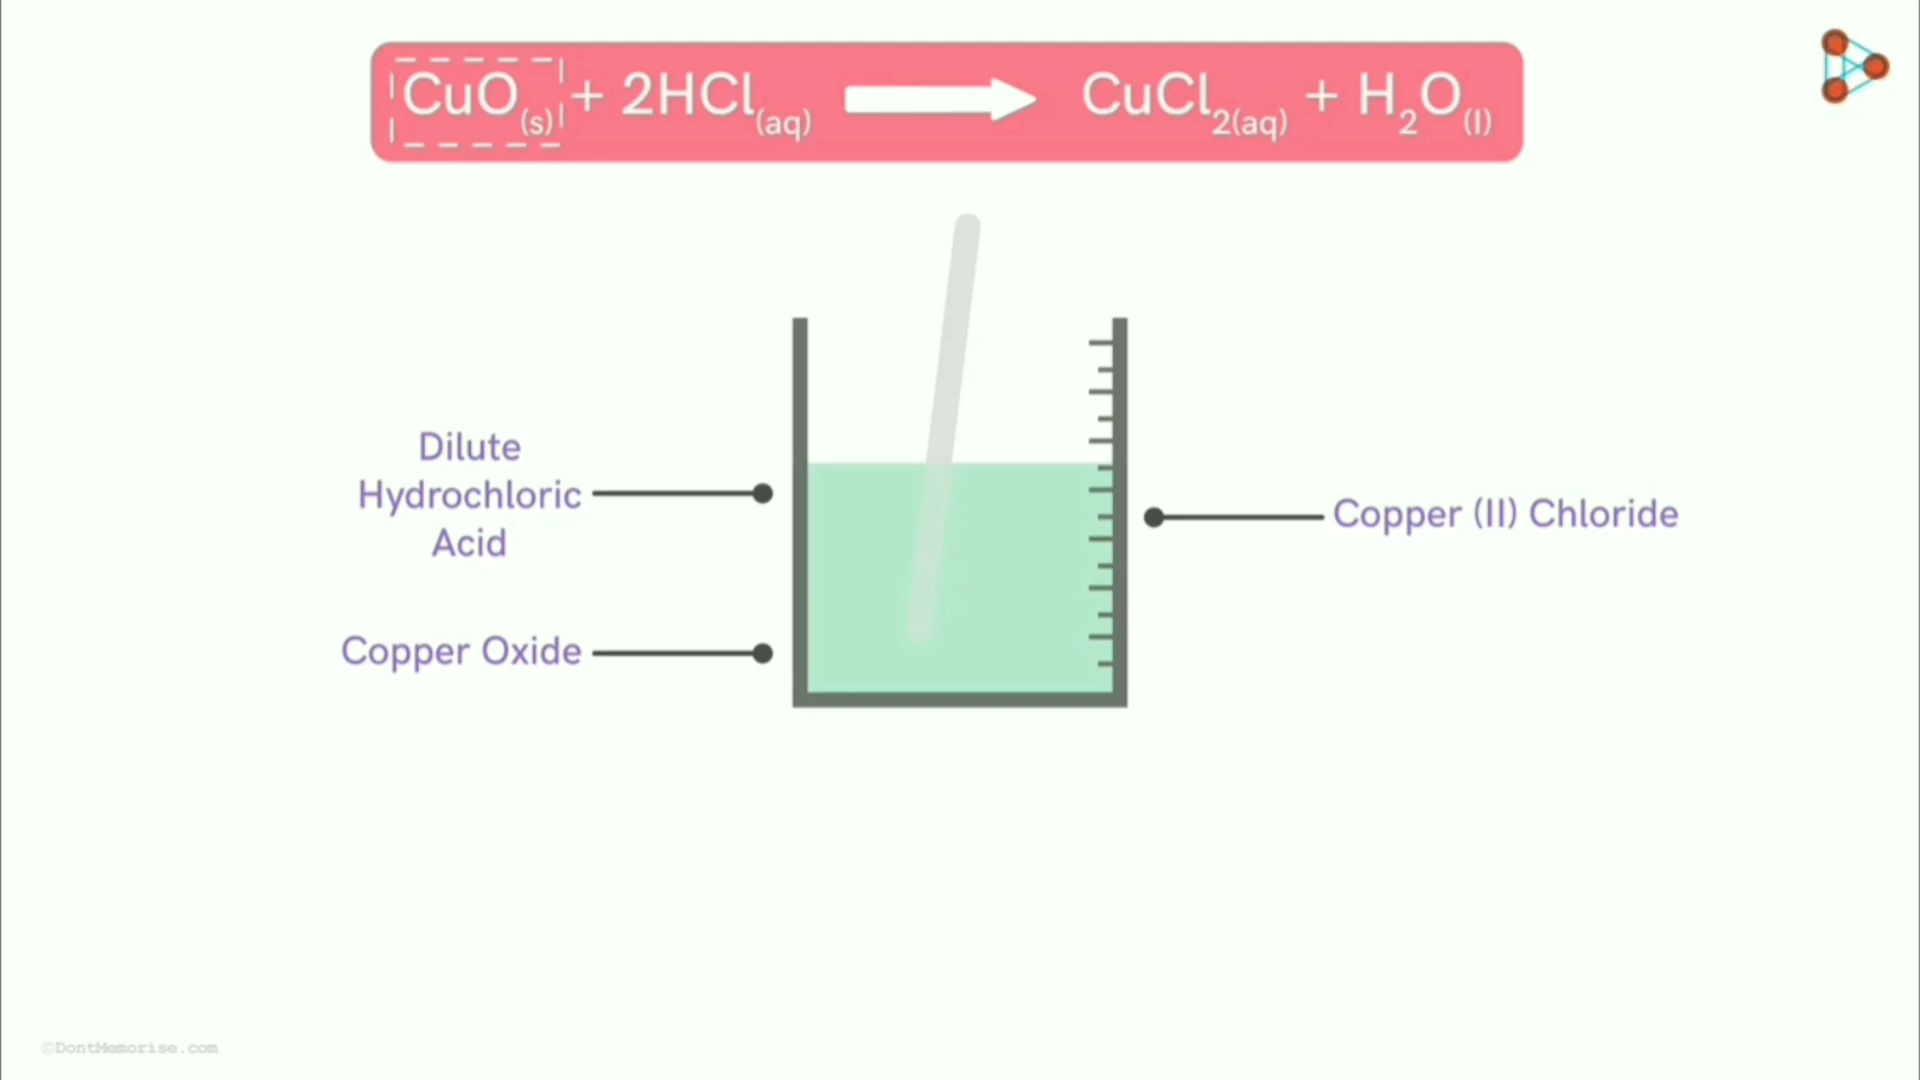 CuO(s) + 2HCl(aq) → CuCl2(aq) + H2O(l)
Dilute
Hydrochloric
Acid
Copper (II) Chloride
Copper Oxide
©DontMemorise.com